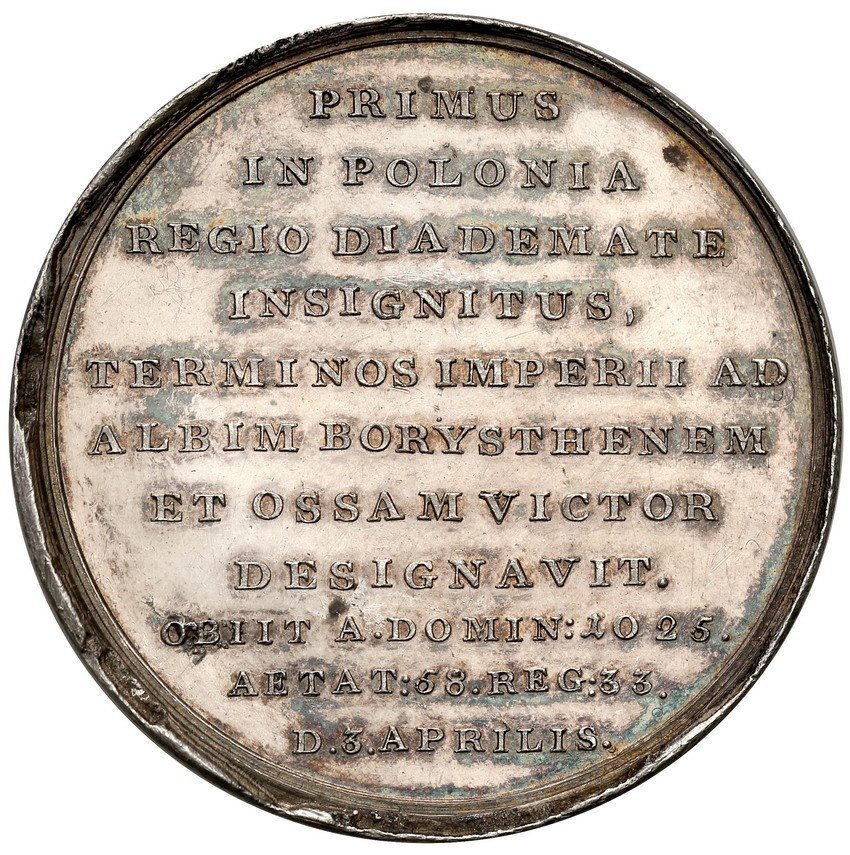 PRIMUS
IN POLONIA
REGIO DIADEMATE
INSIGNITUS,
TERMINOS IMPERII AD
ALBIM BORYSTHENEM
ET OSSAM VICTOR
DESIGNAVIT.
OBIIT A.DOMIN:1025.
AETAT:58.REG:33.
D.3.APRILIS.